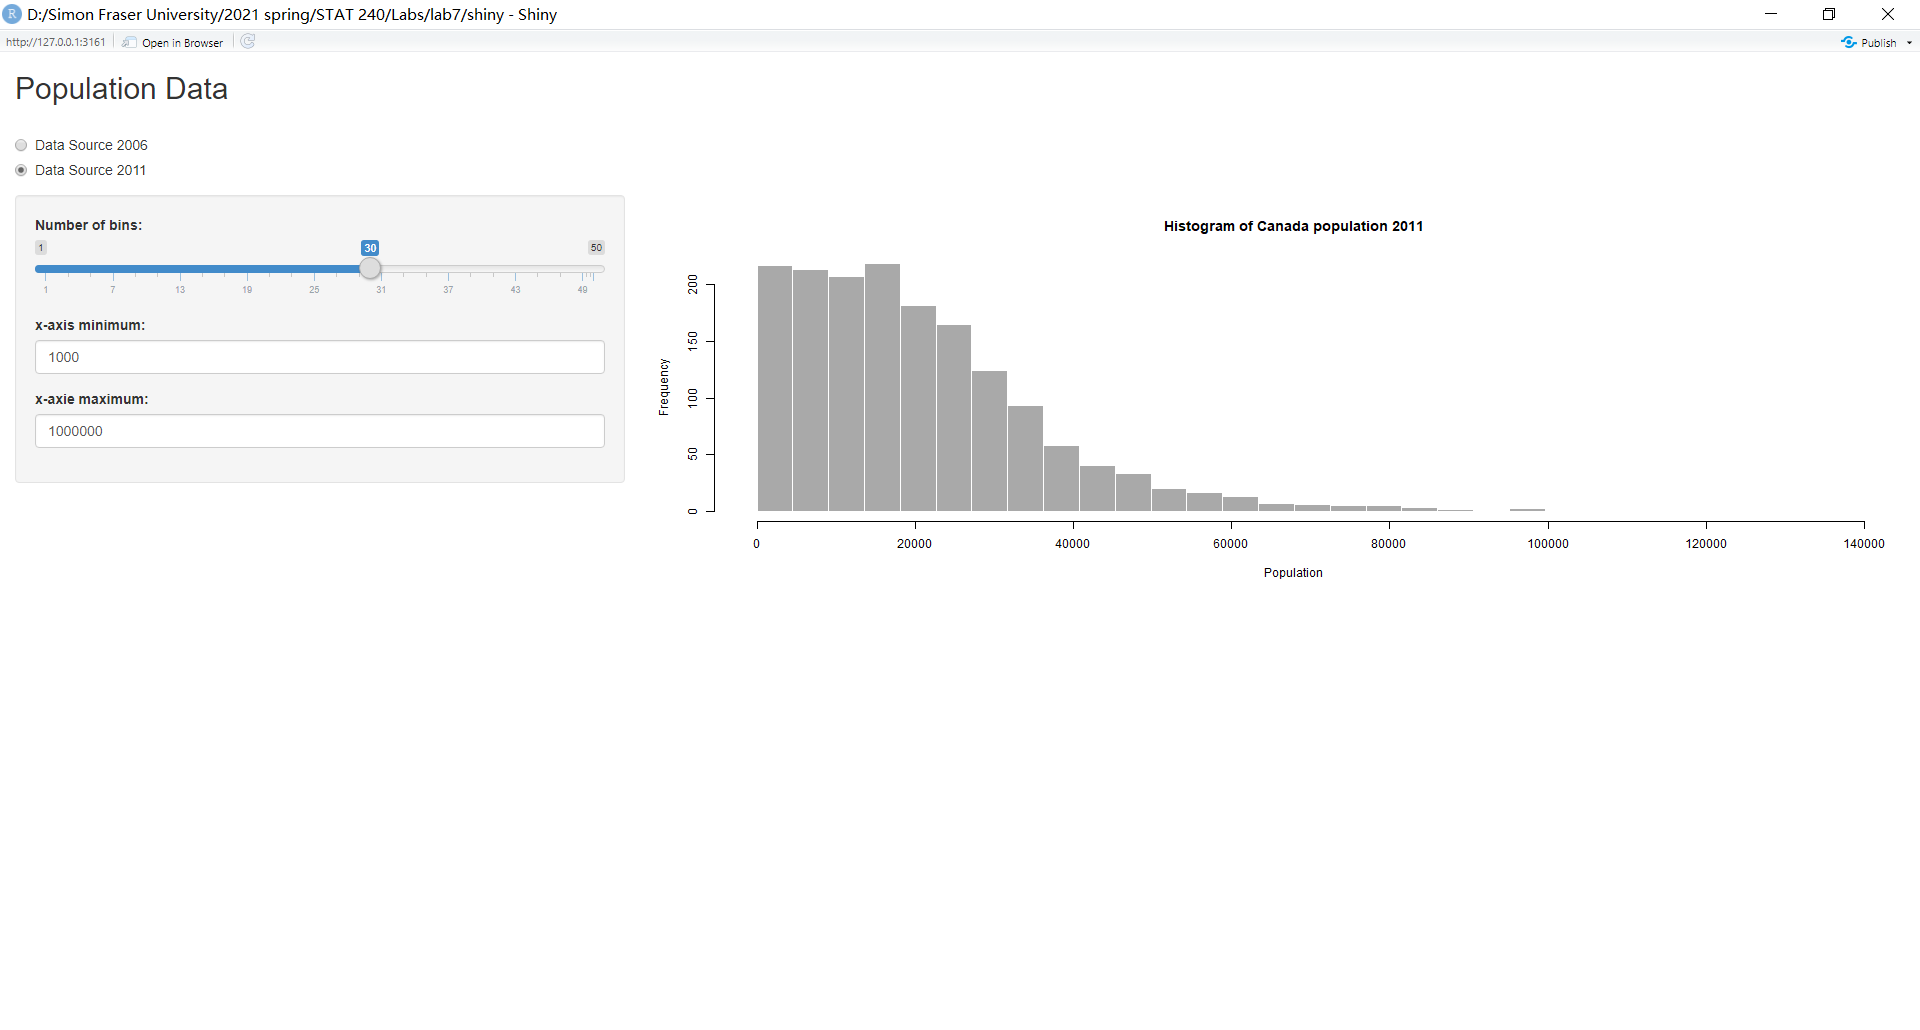 R D:/Simon Fraser University/2021 spring/STAT 240/Labs/lab7/shiny - Shiny
http://127.0.0.1:3161 Open in Browser Publish
Population Data
Data Source 2006
Data Source 2011
Number of bins:
1 30 50
1 7 13 19 25 31 37 43 49
x-axis minimum:
1000
x-axie maximum:
1000000
Histogram of Canada population 2011
Frequency
200
150
100
50
0
0 20000 40000 60000 80000 100000 120000 140000
Population